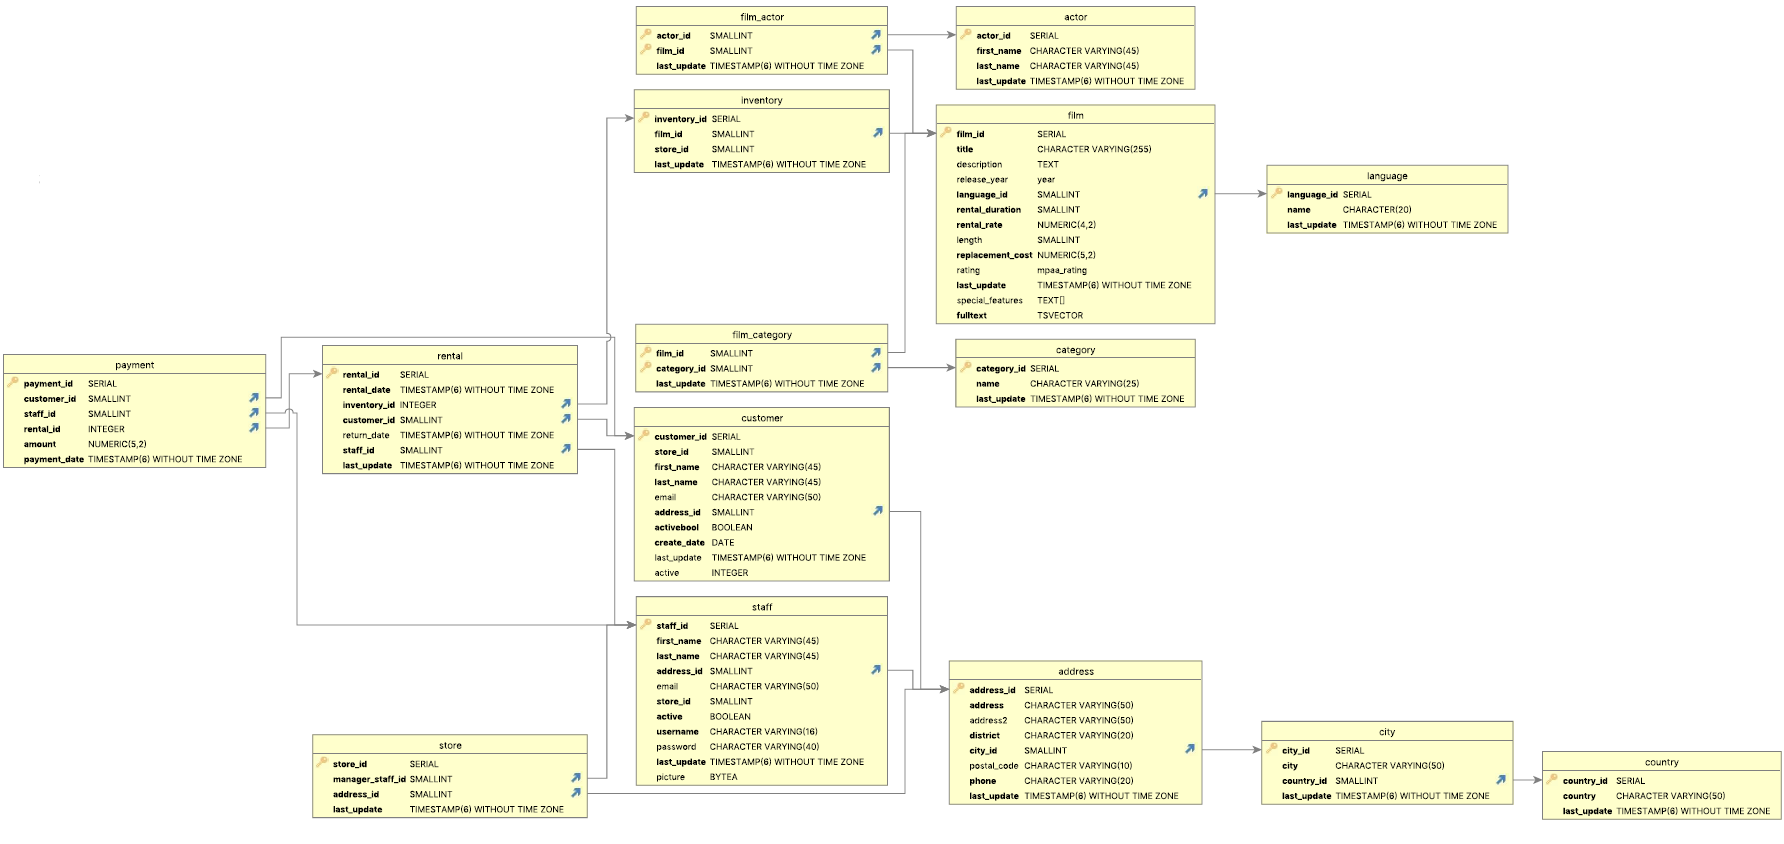 film_actor
actor_id SMALLINT
film_id SMALLINT
last_update TIMESTAMP(6) WITHOUT TIME ZONE
actor
actor_id SERIAL
first_name CHARACTER VARYING(45)
last_name CHARACTER VARYING(45)
last_update TIMESTAMP(6) WITHOUT TIME ZONE
inventory
inventory_id SERIAL
film_id SMALLINT
store_id SMALLINT
last_update TIMESTAMP(6) WITHOUT TIME ZONE
film
film_id SERIAL
title CHARACTER VARYING(255)
description TEXT
release_year year
language_id SMALLINT
rental_duration SMALLINT
rental_rate NUMERIC(4,2)
length SMALLINT
replacement_cost NUMERIC(5,2)
rating mpaa_rating
last_update TIMESTAMP(6) WITHOUT TIME ZONE
special_features TEXT[]
fulltext TSVECTOR
language
language_id SERIAL
name CHARACTER(20)
last_update TIMESTAMP(6) WITHOUT TIME ZONE
payment
payment_id SERIAL
customer_id SMALLINT
staff_id SMALLINT
rental_id INTEGER
amount NUMERIC(5,2)
payment_date TIMESTAMP(6) WITHOUT TIME ZONE
rental
rental_id SERIAL
rental_date TIMESTAMP(6) WITHOUT TIME ZONE
inventory_id INTEGER
customer_id SMALLINT
return_date TIMESTAMP(6) WITHOUT TIME ZONE
staff_id SMALLINT
last_update TIMESTAMP(6) WITHOUT TIME ZONE
film_category
film_id SMALLINT
category_id SMALLINT
last_update TIMESTAMP(6) WITHOUT TIME ZONE
category
category_id SERIAL
name CHARACTER VARYING(25)
last_update TIMESTAMP(6) WITHOUT TIME ZONE
customer
customer_id SERIAL
store_id SMALLINT
first_name CHARACTER VARYING(45)
last_name CHARACTER VARYING(45)
email CHARACTER VARYING(50)
address_id SMALLINT
activebool BOOLEAN
create_date DATE
last_update TIMESTAMP(6) WITHOUT TIME ZONE
active INTEGER
staff
staff_id SERIAL
first_name CHARACTER VARYING(45)
last_name CHARACTER VARYING(45)
address_id SMALLINT
email CHARACTER VARYING(50)
store_id SMALLINT
active BOOLEAN
username CHARACTER VARYING(16)
password CHARACTER VARYING(40)
last_update TIMESTAMP(6) WITHOUT TIME ZONE
picture BYTEA
store
store_id SERIAL
manager_staff_id SMALLINT
address_id SMALLINT
last_update TIMESTAMP(6) WITHOUT TIME ZONE
address
address_id SERIAL
address CHARACTER VARYING(50)
address2 CHARACTER VARYING(50)
district CHARACTER VARYING(20)
city_id SMALLINT
postal_code CHARACTER VARYING(10)
phone CHARACTER VARYING(20)
last_update TIMESTAMP(6) WITHOUT TIME ZONE
city
city_id SERIAL
city CHARACTER VARYING(50)
country_id SMALLINT
last_update TIMESTAMP(6) WITHOUT TIME ZONE
country
country_id SERIAL
country CHARACTER VARYING(50)
last_update TIMESTAMP(6) WITHOUT TIME ZONE